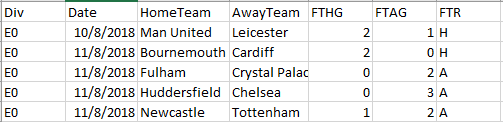 Div Date HomeTeam AwayTeam FTHG FTAG FTR
E0 10/8/2018 Man United Leicester 2 1 H
E0 11/8/2018 Bournemouth Cardiff 2 0 H
E0 11/8/2018 Fulham Crystal Palac 0 2 A
E0 11/8/2018 Huddersfield Chelsea 0 3 A
E0 11/8/2018 Newcastle Tottenham 1 2 A